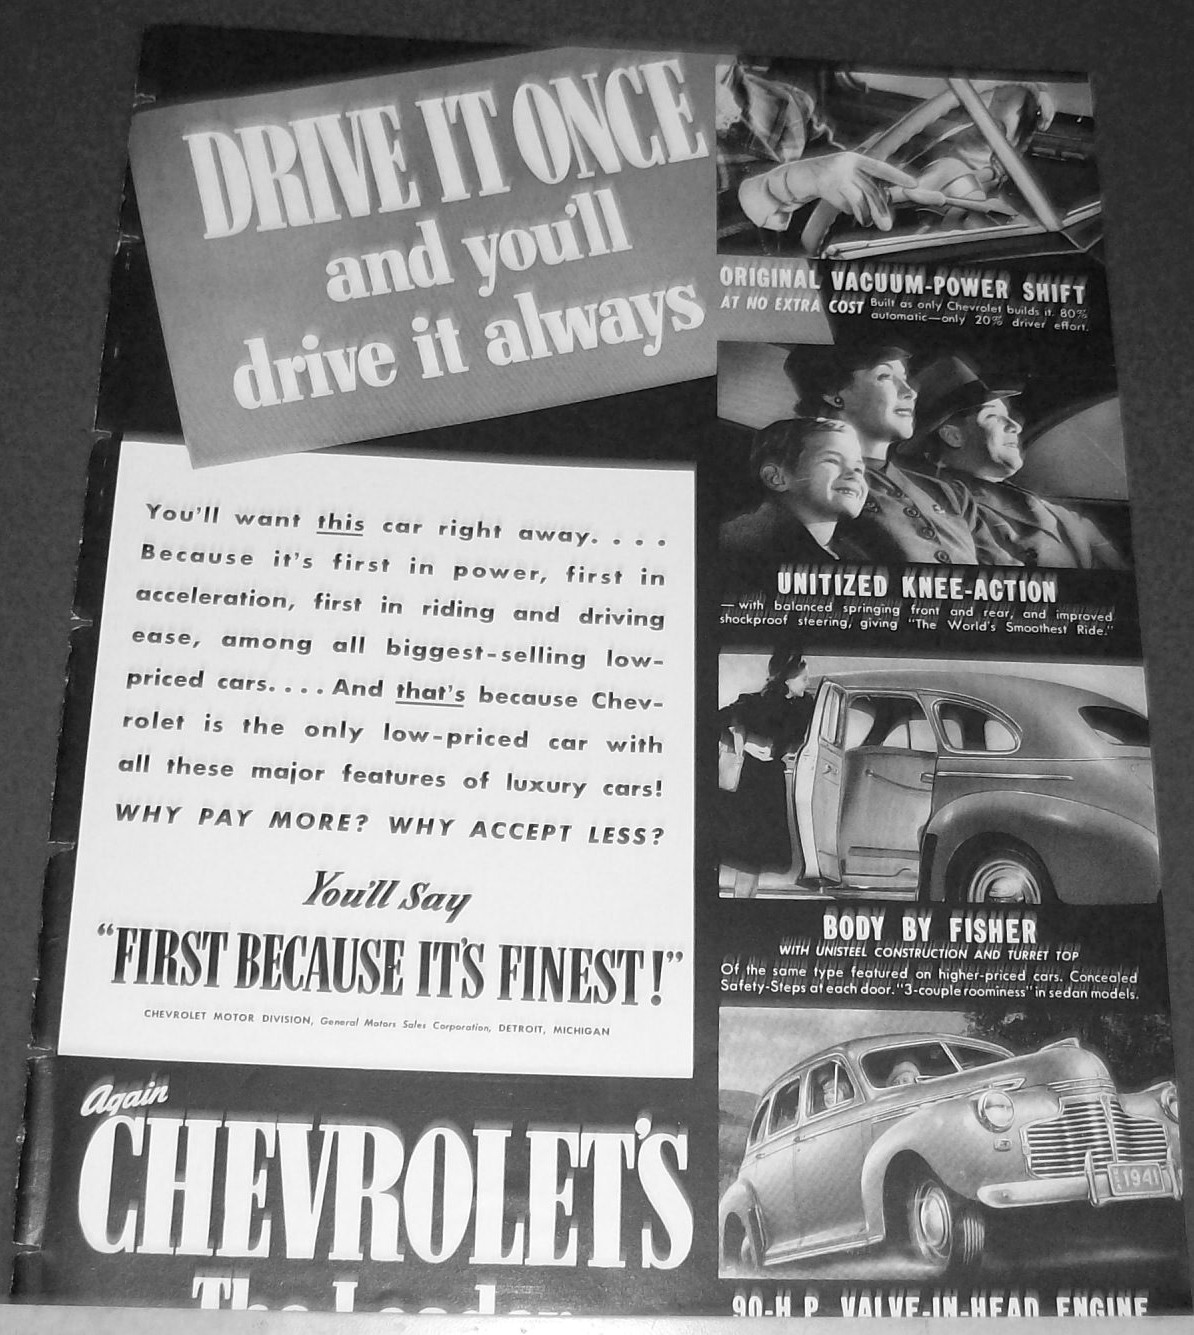 DRIVE IT ONCE
and you'll
drive it always
You'll want this car right away. . . .
Because it's first in power, first in
acceleration, first in riding and driving
ease, among all biggest-selling low-
priced cars. . . . And that's because Chev-
rolet is the only low-priced car with
all these major features of luxury cars!
WHY PAY MORE? WHY ACCEPT LESS?
You'll Say
"FIRST BECAUSE IT'S FINEST!"
CHEVROLET MOTOR DIVISION, General Motors Sales Corporation, DETROIT, MICHIGAN
Again
CHEVROLET'S
The Leader
ORIGINAL VACUUM-POWER SHIFT
AT NO EXTRA COST Built as only Chevrolet builds it. 80%
automatic—only 20% driver effort.
UNITIZED KNEE-ACTION
—with balanced springing front and rear, and improved
shockproof steering, giving "The World's Smoothest Ride."
BODY BY FISHER
WITH UNISTEEL CONSTRUCTION AND TURRET TOP
Of the same type featured on higher-priced cars. Concealed
Safety-Steps at each door. "3-couple roominess" in sedan models.
1941
90-H.P. VALVE-IN-HEAD ENGINE